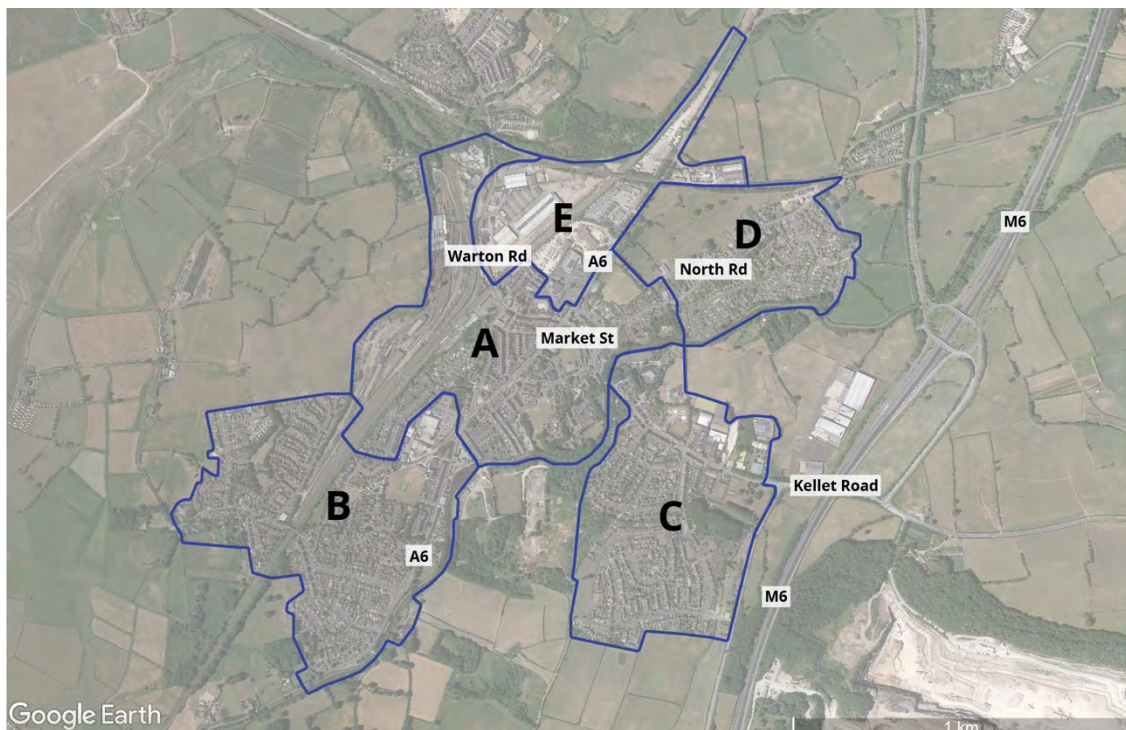 M6
E
D
Warton Rd
A6
North Rd
A
Market St
Kellet Road
B
C
A6
M6
Google Earth
1 km